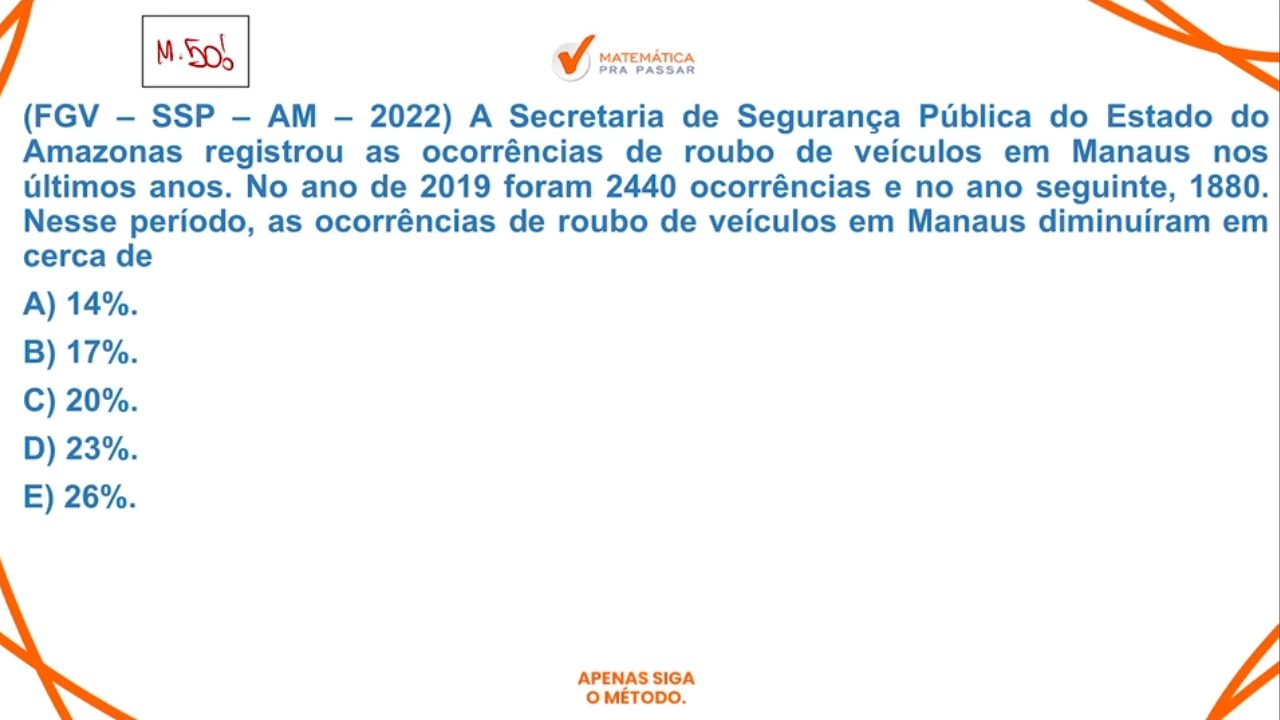 M.50!
MATEMÁTICA
PRA PASSAR
(FGV – SSP – AM – 2022) A Secretaria de Segurança Pública do Estado do
Amazonas registrou as ocorrências de roubo de veículos em Manaus nos
últimos anos. No ano de 2019 foram 2440 ocorrências e no ano seguinte, 1880.
Nesse período, as ocorrências de roubo de veículos em Manaus diminuíram em
cerca de
A) 14%.
B) 17%.
C) 20%.
D) 23%.
E) 26%.
APENAS SIGA
O MÉTODO.